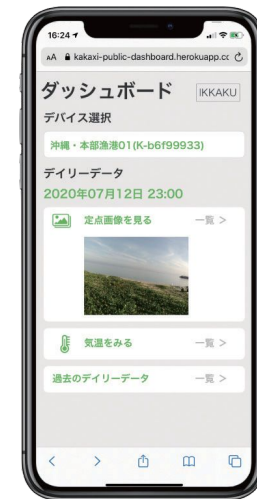 16:24
AA kakaxi-public-dashboard.herokuapp.cc
ダッシュボード IKKAKU
デバイス選択
沖縄・本部漁港01(K-b6f99933)
デイリーデータ
2020年07月12日 23:00
定点画像を見る 一覧 >
気温をみる 一覧 >
過去のデイリーデータ 一覧 >